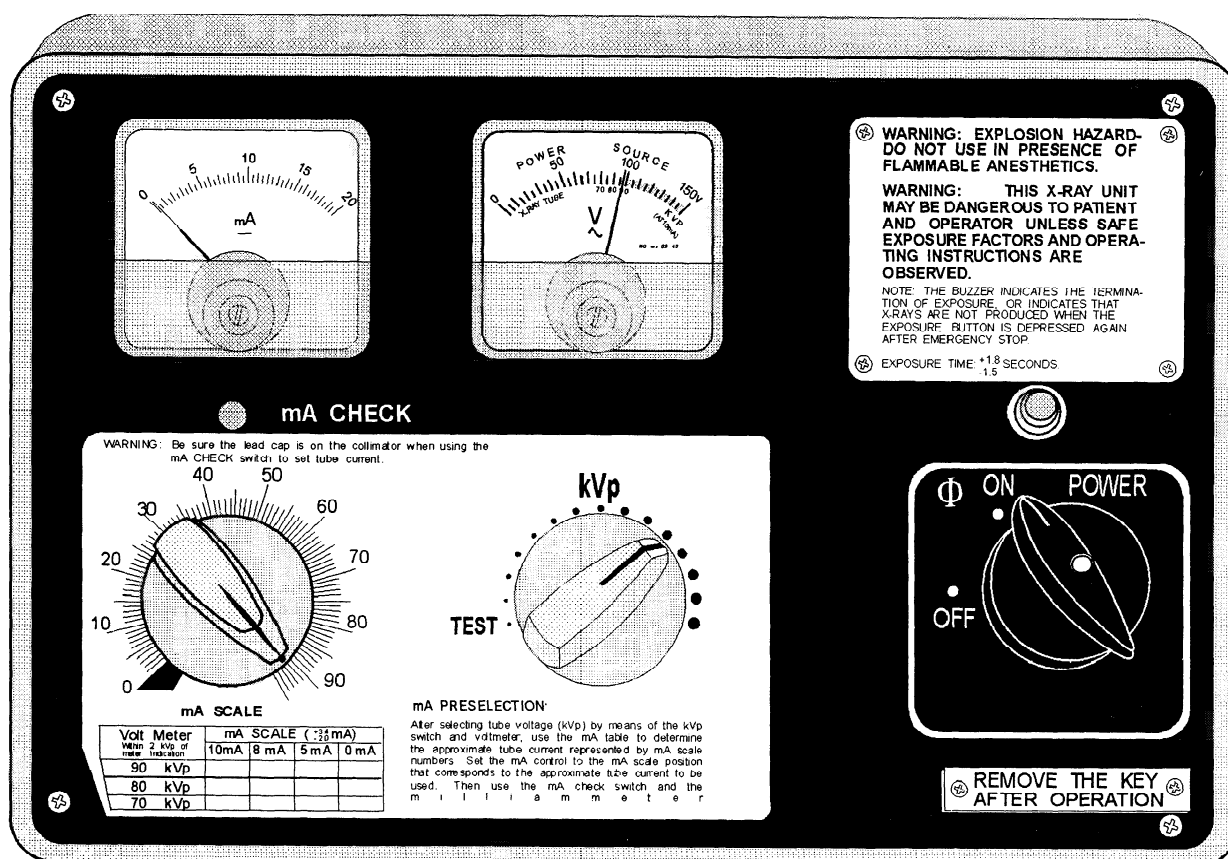 0 5 10 15 20
mA
POWER SOURCE
0 50 100 150V
70 80 90
X-RAY TUBE
KVP
(AT10mA)
V
WARNING: EXPLOSION HAZARD-
DO NOT USE IN PRESENCE OF
FLAMMABLE ANESTHETICS.
WARNING: THIS X-RAY UNIT
MAY BE DANGEROUS TO PATIENT
AND OPERATOR UNLESS SAFE
EXPOSURE FACTORS AND OPERA-
TING INSTRUCTIONS ARE
OBSERVED.
NOTE: THE BUZZER INDICATES THE TERMINA-
TION OF EXPOSURE, OR INDICATES THAT
X-RAYS ARE NOT PRODUCED WHEN THE
EXPOSURE BUTTON IS DEPRESSED AGAIN
AFTER EMERGENCY STOP.
EXPOSURE TIME: +1.8 -1.5 SECONDS
mA CHECK
WARNING: Be sure the lead cap is on the collimator when using the
mA CHECK switch to set tube current.
0 10 20 30 40 50 60 70 80 90
mA SCALE
kVp
TEST
Volt Meter
Within 2 kVp of
meter indication
mA SCALE ( mA)
10mA 8 mA 5 mA 0 mA
90 kVp
80 kVp
70 kVp
mA PRESELECTION:
After selecting tube voltage (kVp) by means of the kVp
switch and voltmeter, use the mA table to determine
the approximate tube current represented by mA scale
numbers. Set the mA control to the mA scale position
that corresponds to the approximate tube current to be
used. Then use the mA check switch and the
m i l l i a m m e t e r
Φ ON POWER
OFF
REMOVE THE KEY
AFTER OPERATION